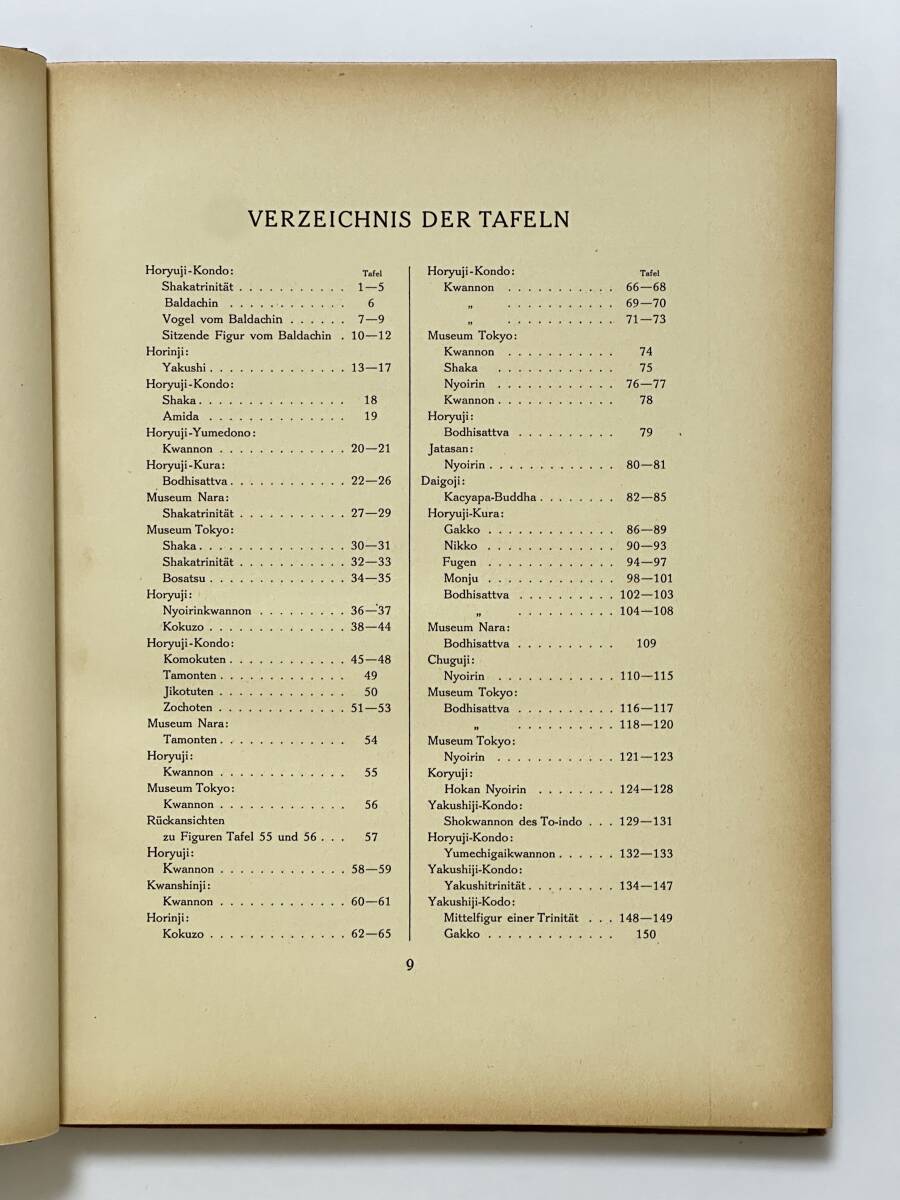 VERZEICHNIS DER TAFELN
Horyuji-Kondo: Tafel
Shakatrinität . . . . . . . . . . . 1—5
Baldachin . . . . . . . . . . . . 6
Vogel vom Baldachin . . . . . . 7—9
Sitzende Figur vom Baldachin . 10—12
Horinji:
Yakushi . . . . . . . . . . . . . . 13—17
Horyuji-Kondo:
Shaka . . . . . . . . . . . . . . . 18
Amida . . . . . . . . . . . . . . 19
Horyuji-Yumedono:
Kwannon . . . . . . . . . . . . . 20—21
Horyuji-Kura:
Bodhisattva . . . . . . . . . . . . 22—26
Museum Nara:
Shakatrinität . . . . . . . . . . . 27—29
Museum Tokyo:
Shaka . . . . . . . . . . . . . . . 30—31
Shakatrinität . . . . . . . . . . . 32—33
Bosatsu . . . . . . . . . . . . . . 34—35
Horyuji:
Nyoirinkwannon . . . . . . . . . 36—37
Kokuzo . . . . . . . . . . . . . . 38—44
Horyuji-Kondo:
Komokuten . . . . . . . . . . . . 45—48
Tamonten . . . . . . . . . . . . . 49
Jikotuten . . . . . . . . . . . . . 50
Zochoten . . . . . . . . . . . . . 51—53
Museum Nara:
Tamonten . . . . . . . . . . . . . 54
Horyuji:
Kwannon . . . . . . . . . . . . . 55
Museum Tokyo:
Kwannon . . . . . . . . . . . . . 56
Rückansichten
zu Figuren Tafel 55 und 56 . . . 57
Horyuji:
Kwannon . . . . . . . . . . . . . 58—59
Kwanshinji:
Kwannon . . . . . . . . . . . . . 60—61
Horinji:
Kokuzo . . . . . . . . . . . . . . 62—65
Horyuji-Kondo: Tafel
Kwannon . . . . . . . . . . . 66—68
„ . . . . . . . . . . . 69—70
„ . . . . . . . . . . . 71—73
Museum Tokyo:
Kwannon . . . . . . . . . . . 74
Shaka . . . . . . . . . . . . 75
Nyoirin . . . . . . . . . . . . 76—77
Kwannon . . . . . . . . . . . . 78
Horyuji:
Bodhisattva . . . . . . . . . . 79
Jatasan:
Nyoirin . . . . . . . . . . . . . 80—81
Daigoji:
Kacyapa-Buddha . . . . . . . . 82—85
Horyuji-Kura:
Gakko . . . . . . . . . . . . . 86—89
Nikko . . . . . . . . . . . . . 90—93
Fugen . . . . . . . . . . . . . 94—97
Monju . . . . . . . . . . . . . 98—101
Bodhisattva . . . . . . . . . . 102—103
„ . . . . . . . . . . 104—108
Museum Nara:
Bodhisattva . . . . . . . . . . 109
Chuguji:
Nyoirin . . . . . . . . . . . . 110—115
Museum Tokyo:
Bodhisattva . . . . . . . . . . 116—117
„ . . . . . . . . . . 118—120
Museum Tokyo:
Nyoirin . . . . . . . . . . . . 121—123
Koryuji:
Hokan Nyoirin . . . . . . . . 124—128
Yakushiji-Kondo:
Shokwannon des To-indo . . . 129—131
Horyuji-Kondo:
Yumechigaikwannon . . . . . . 132—133
Yakushiji-Kondo:
Yakushitrinität . . . . . . . . . 134—147
Yakushiji-Kodo:
Mittelfigur einer Trinität . . . 148—149
Gakko . . . . . . . . . . . . . 150
9